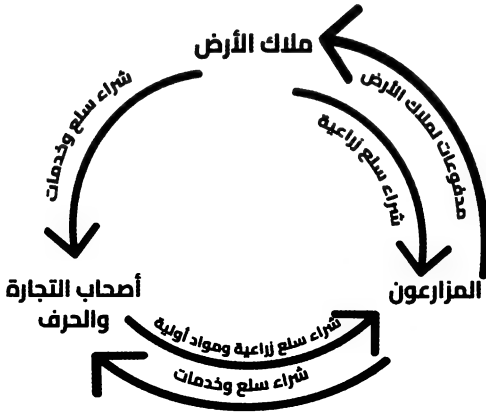 ملاك الأرض
شراء سلع وخدمات
شراء سلع زراعية
مدفوعات لملاك الأرض
أصحاب التجارة
والحرف
المزارعون
شراء سلع زراعية ومواد أولية
شراء سلع وخدمات